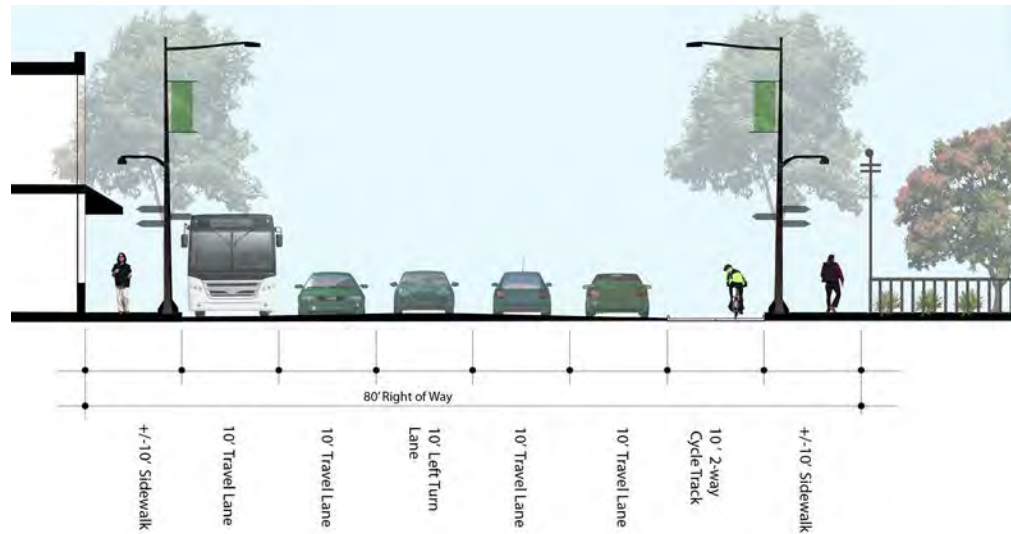 80' Right of Way
+/-10' Sidewalk
10' Travel Lane
10' Travel Lane
10' Left Turn
Lane
10' Travel Lane
10' Travel Lane
10' 2-way
Cycle Track
+/-10' Sidewalk